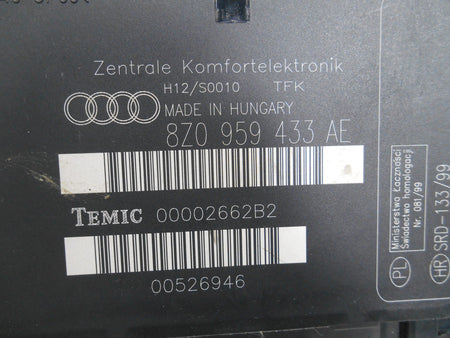 Zentrale Komfortelektronik
H12/S0010 TFK
MADE IN HUNGARY
8Z0 959 433 AE
TEMIC 00002662B2
00526946
Ministerstwo Łączności
Świadectwo homologacji
Nr. 081/99
PL
HR SRD-133/99